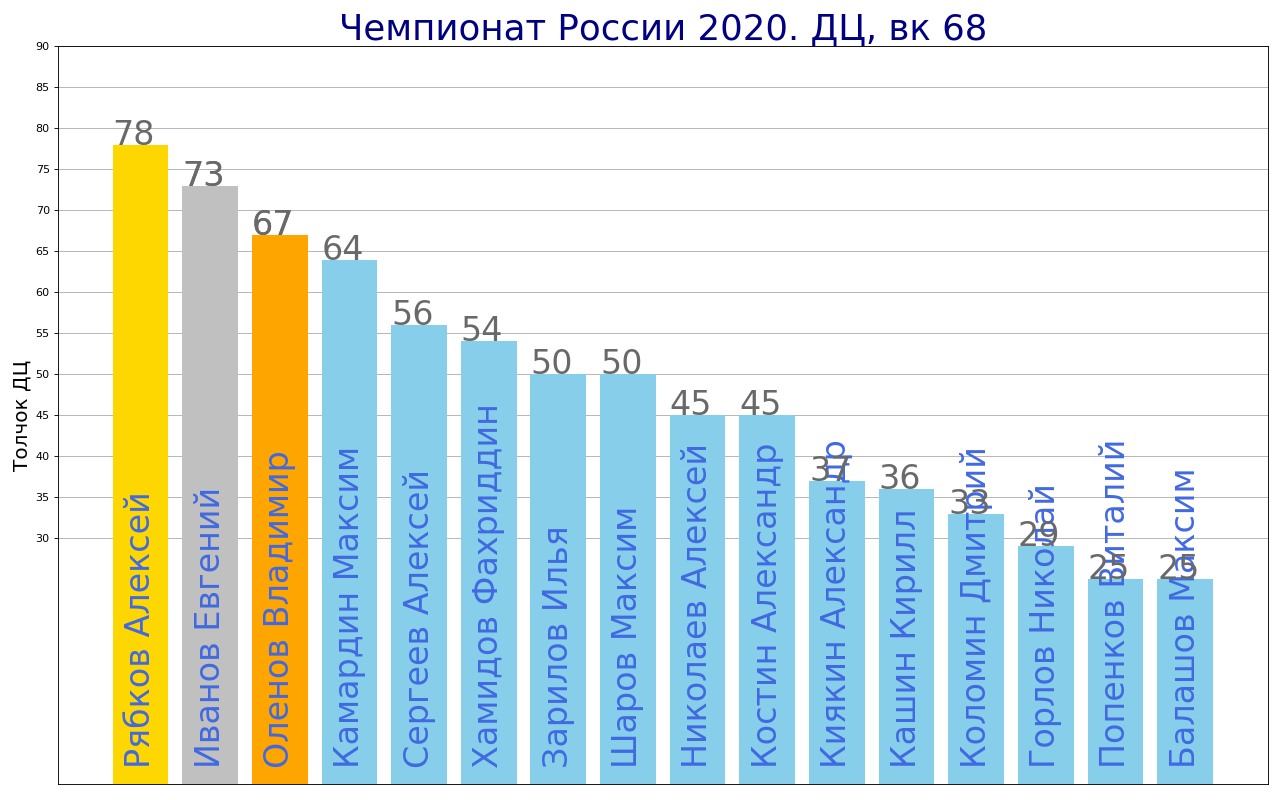 Чемпионат России 2020. ДЦ, вк 68
Толчок ДЦ
90
85
80
75
70
65
60
55
50
45
40
35
30
78
73
67
64
56
54
50
50
45
45
37
36
33
29
25
25
Рябков Алексей
Иванов Евгений
Оленов Владимир
Камардин Максим
Сергеев Алексей
Хамидов Фахриддин
Зарилов Илья
Шаров Максим
Николаев Алексей
Костин Александр
Киякин Александр
Кашин Кирилл
Коломин Дмитрий
Горлов Николай
Попенков Виталий
Балашов Максим